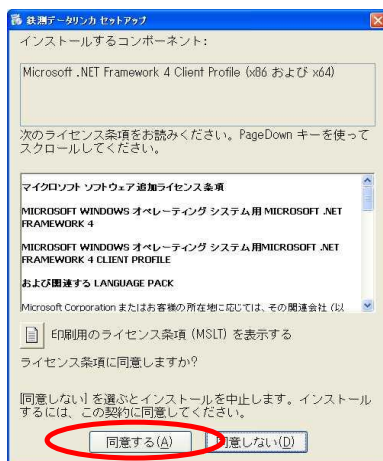 鉄測データリンカ セットアップ
インストールするコンポーネント:
Microsoft .NET Framework 4 Client Profile (x86 および x64)
次のライセンス条項をお読みください。PageDown キーを使って
スクロールしてください。
マイクロソフト ソフトウェア追加ライセンス条項
MICROSOFT WINDOWS オペレーティング システム用 MICROSOFT .NET
FRAMEWORK 4
MICROSOFT WINDOWS オペレーティング システム用MICROSOFT .NET
FRAMEWORK 4 CLIENT PROFILE
および関連する LANGUAGE PACK
Microsoft Corporation またはお客様の所在地に応じては、その関連会社 (以
印刷用のライセンス条項 (MSLT) を表示する
ライセンス条項に同意しますか?
[同意しない] を選ぶとインストールを中止します。インストール
するには、この契約に同意してください。
同意する(A) 同意しない(D)